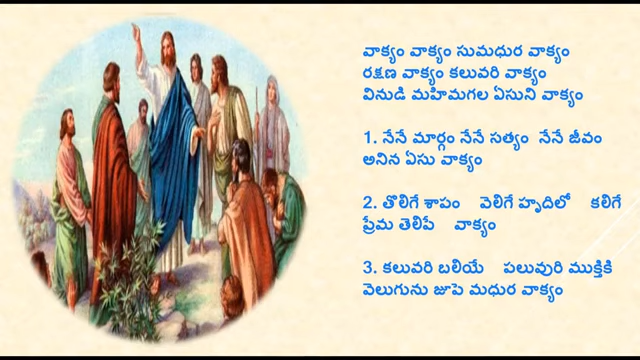 వాక్యం వాక్యం సుమధుర వాక్యం
రక్షణ వాక్యం కలువరి వాక్యం
వినుడి మహిమగల ఏసుని వాక్యం
1. నేనే మార్గం నేనే సత్యం నేనే జీవం
అనిన ఏసు వాక్యం
2. తొలిగే శాపం వెలిగే హృదిలో కలిగే
ప్రేమ తెలిపే వాక్యం
3. కలువరి బలియే పలువురి ముక్తికి
వెలుగును జూపె మధుర వాక్యం